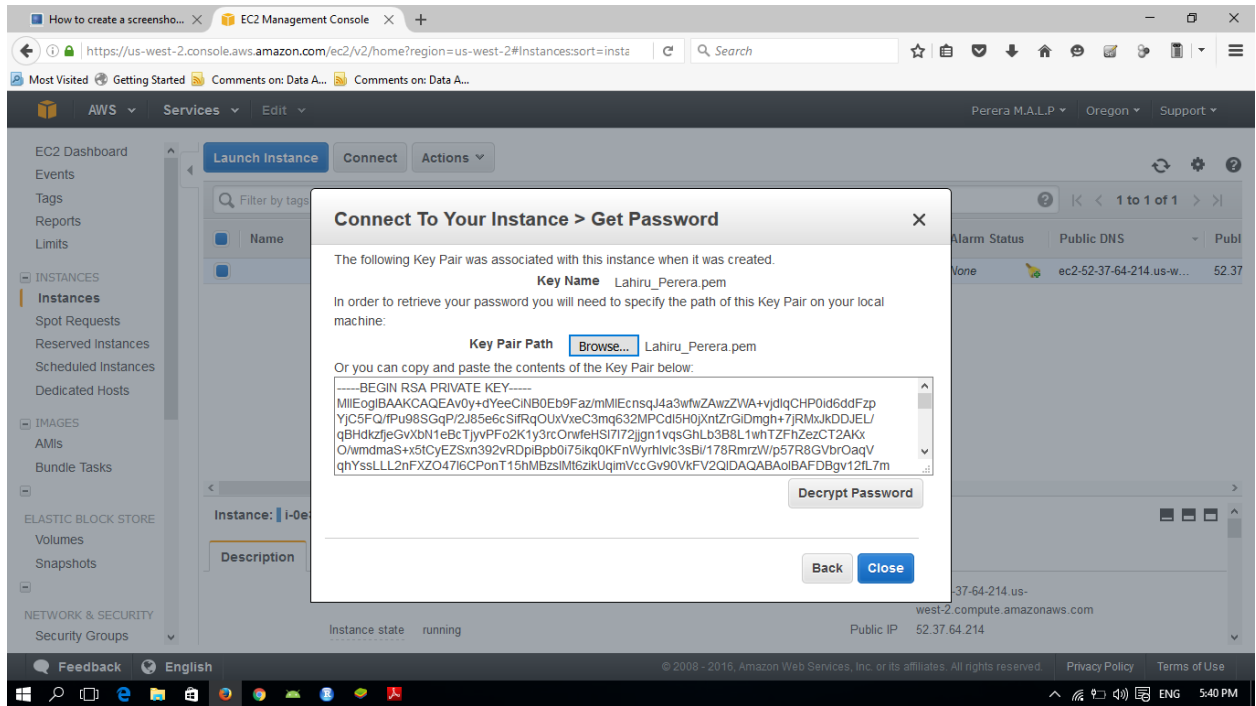 How to create a screensho...
EC2 Management Console
https://us-west-2.console.aws.amazon.com/ec2/v2/home?region=us-west-2#Instances:sort=insta
Search
Most Visited Getting Started Comments on: Data A... Comments on: Data A...
AWS Services Edit Perera M.A.L.P Oregon Support
EC2 Dashboard
Events
Tags
Reports
Limits
INSTANCES
Instances
Spot Requests
Reserved Instances
Scheduled Instances
Dedicated Hosts
IMAGES
AMIs
Bundle Tasks
ELASTIC BLOCK STORE
Volumes
Snapshots
NETWORK & SECURITY
Security Groups
Launch Instance Connect Actions
Filter by tags
1 to 1 of 1
Name Alarm Status Public DNS Publ
None ec2-52-37-64-214.us-w... 52.37
Connect To Your Instance > Get Password
The following Key Pair was associated with this instance when it was created.
Key Name Lahiru_Perera.pem
In order to retrieve your password you will need to specify the path of this Key Pair on your local
machine:
Key Pair Path Browse... Lahiru_Perera.pem
Or you can copy and paste the contents of the Key Pair below:
-----BEGIN RSA PRIVATE KEY-----
Decrypt Password
Back Close
Instance: i-0e
Description
-37-64-214.us-
west-2.compute.amazonaws.com
Instance state running Public IP 52.37.64.214
Feedback English © 2008 - 2016, Amazon Web Services, Inc. or its affiliates. All rights reserved. Privacy Policy Terms of Use
ENG 5:40 PM